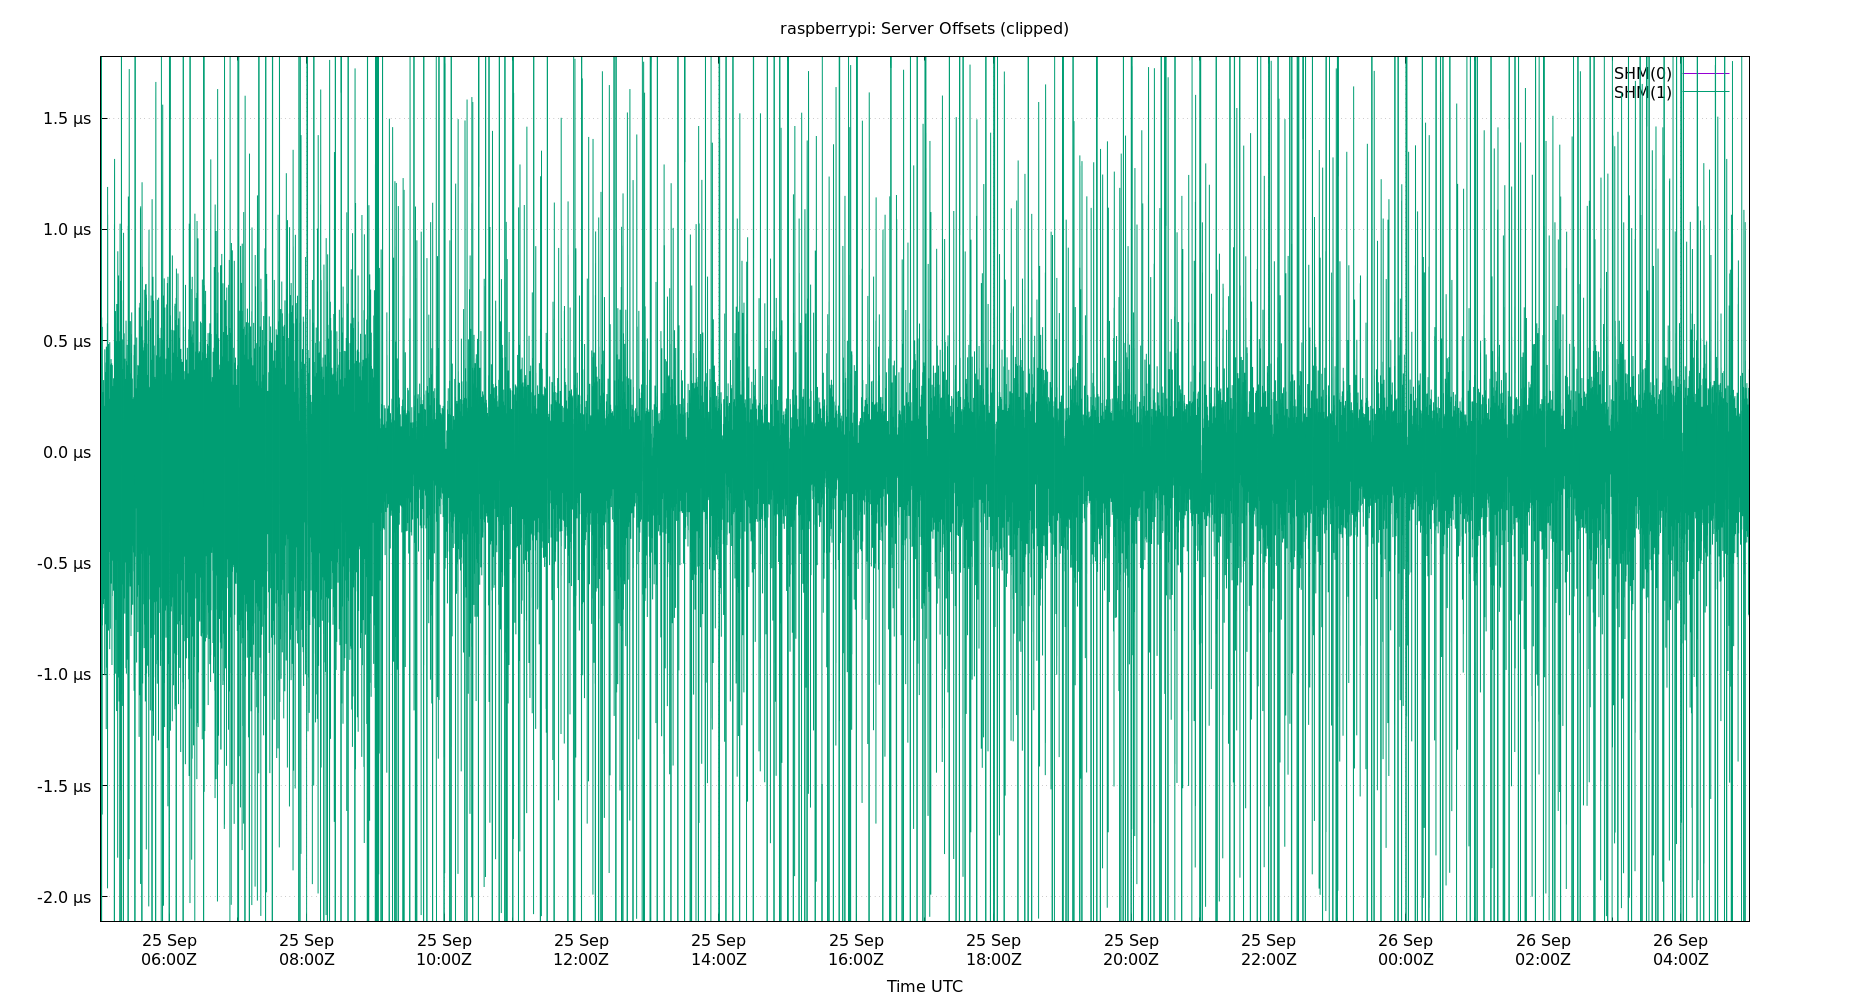 raspberrypi: Server Offsets (clipped)
SHM(0)
SHM(1)
1.5 µs
1.0 µs
0.5 µs
0.0 µs
-0.5 µs
-1.0 µs
-1.5 µs
-2.0 µs
25 Sep 25 Sep 25 Sep 25 Sep 25 Sep 25 Sep 25 Sep 25 Sep 25 Sep 26 Sep 26 Sep 26 Sep
06:00Z 08:00Z 10:00Z 12:00Z 14:00Z 16:00Z 18:00Z 20:00Z 22:00Z 00:00Z 02:00Z 04:00Z
Time UTC